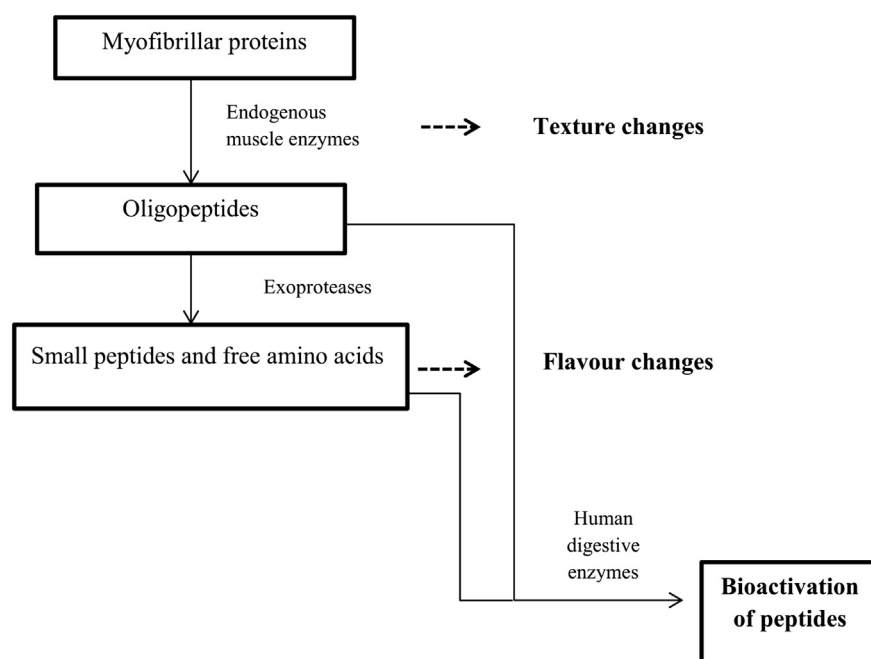 Myofibrillar proteins
Endogenous
muscle enzymes
Texture changes
Oligopeptides
Exoproteases
Small peptides and free amino acids
Flavour changes
Human
digestive
enzymes
Bioactivation
of peptides